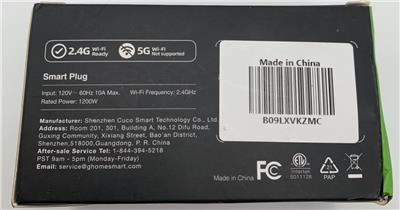 2.4G Wi-Fi Ready
5G Wi-Fi Not supported
Smart Plug
Input: 120V~ 60Hz 10A Max. Wi-Fi Frequency: 2.4GHz
Rated Power: 1200W
Made in China
B09LXVKZMC
Manufacturer: Shenzhen Cuco Smart Technology Co., Ltd.
Address: Room 201, 301, Building A, No.12 Difu Road,
Guxing Community, Xixiang Street, Bao'an District,
Shenzhen,518000,Guangdong, P. R. China
After-sale Service Tel: 1-844-394-5218
PST 9am - 5pm (Monday-Friday)
Email: service@ghomesmart.com
Made in China
FC
Intertek
5011126
21
PAP